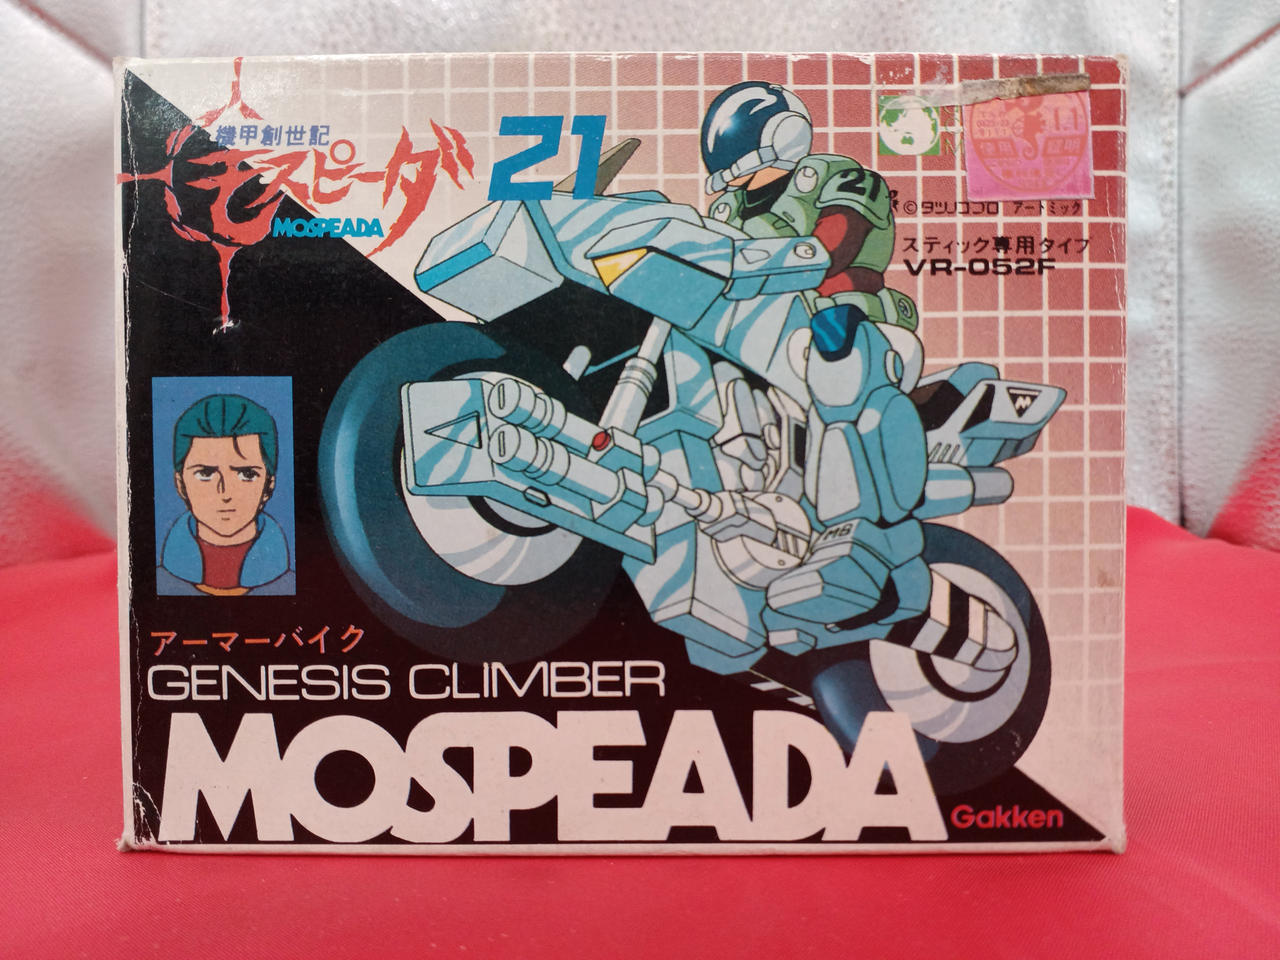 機甲創世記
モスピーダ
MOSPEADA
21
21
©タツノコプロ アートミック
スティック専用タイプ
VR-052F
M
MB
アーマーバイク
GENESIS CLIMBER
MOSPEADA
Gakken